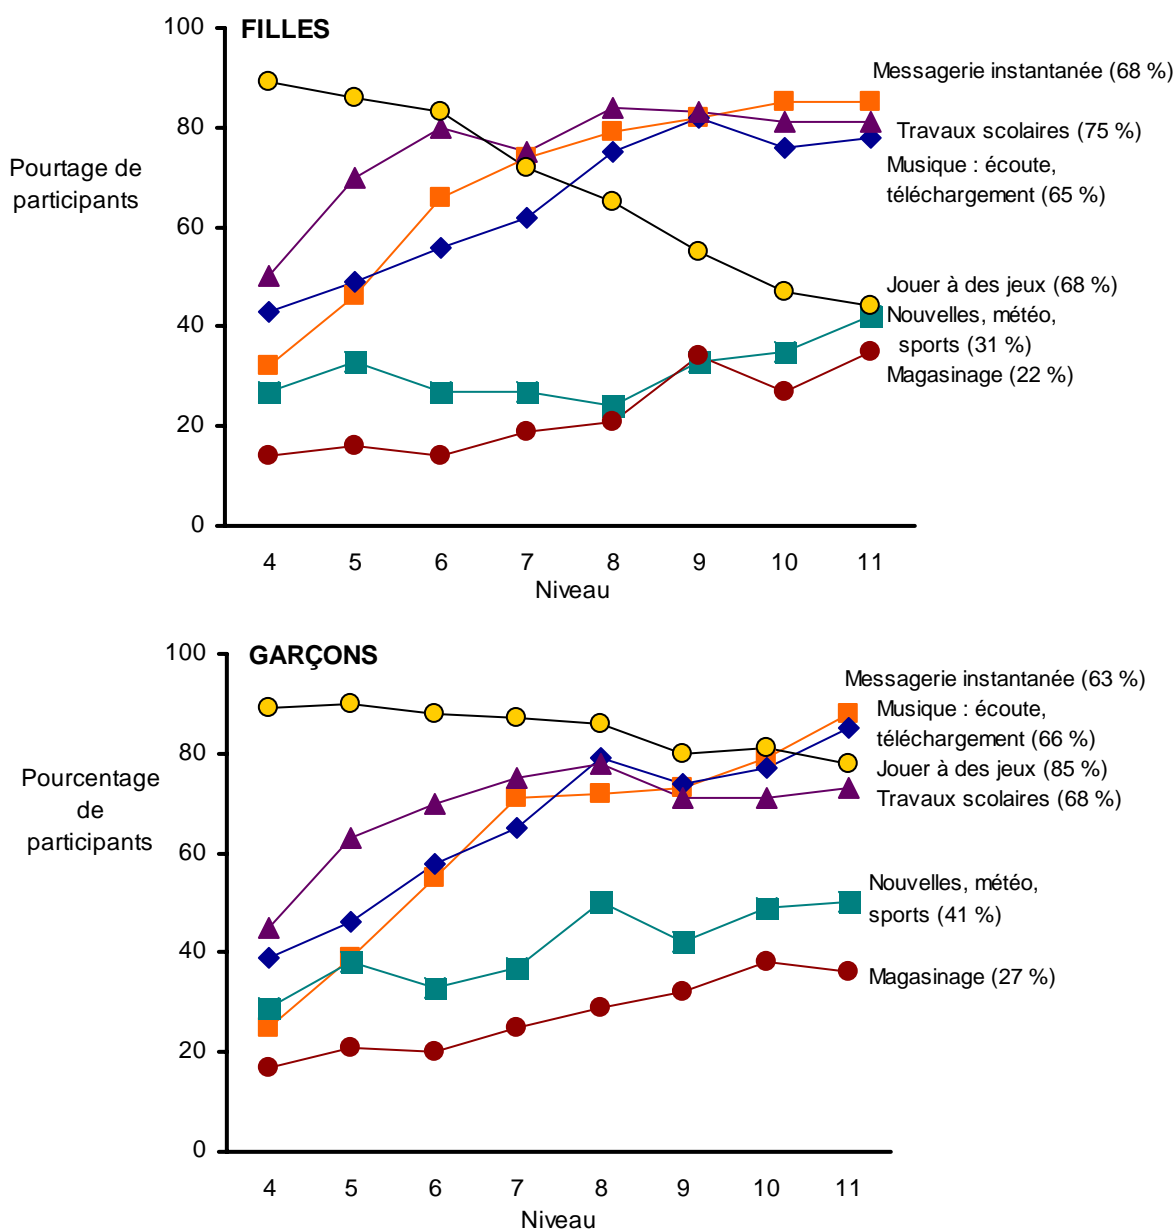 FILLES
100
80
60
40
20
0
Pourtage de
participants
Messagerie instantanée (68 %)
Travaux scolaires (75 %)
Musique : écoute,
téléchargement (65 %)
Jouer à des jeux (68 %)
Nouvelles, météo,
sports (31 %)
Magasinage (22 %)
4 5 6 7 8 9 10 11
Niveau
GARÇONS
100
80
60
40
20
0
Pourcentage
de
participants
Messagerie instantanée (63 %)
Musique : écoute,
téléchargement (66 %)
Jouer à des jeux (85 %)
Travaux scolaires (68 %)
Nouvelles, météo,
sports (41 %)
Magasinage (27 %)
4 5 6 7 8 9 10 11
Niveau